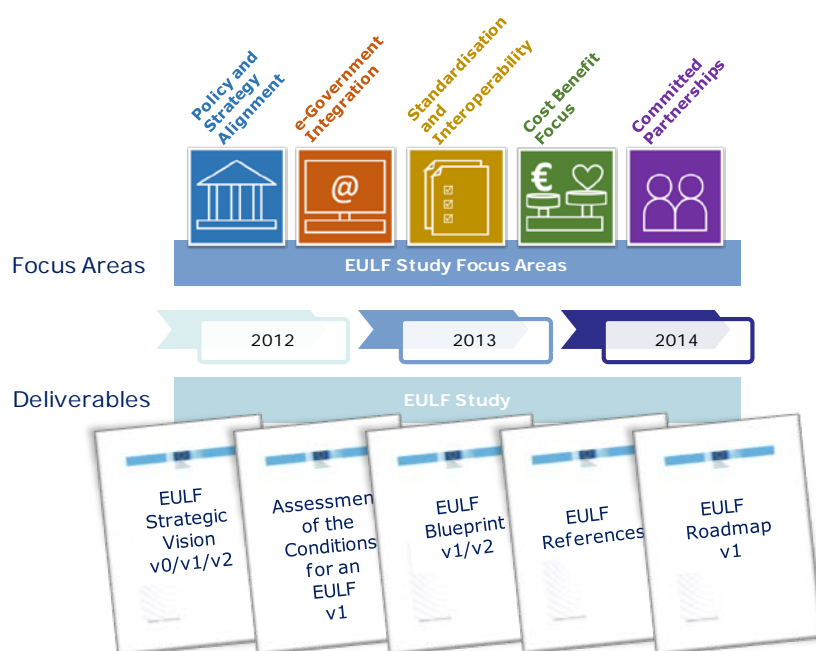 Policy and
Strategy
Alignment
e-Government
Integration
Standardisation
and
Interoperability
Cost Benefit
Focus
Committed
Partnerships
@
€
Focus Areas
EULF Study Focus Areas
2012
2013
2014
Deliverables
EULF Study
EULF
Strategic
Vision
v0/v1/v2
Assessmen
of the
Conditions
for an
EULF
v1
EULF
Blueprint
v1/v2
EULF
References
EULF
Roadmap
v1